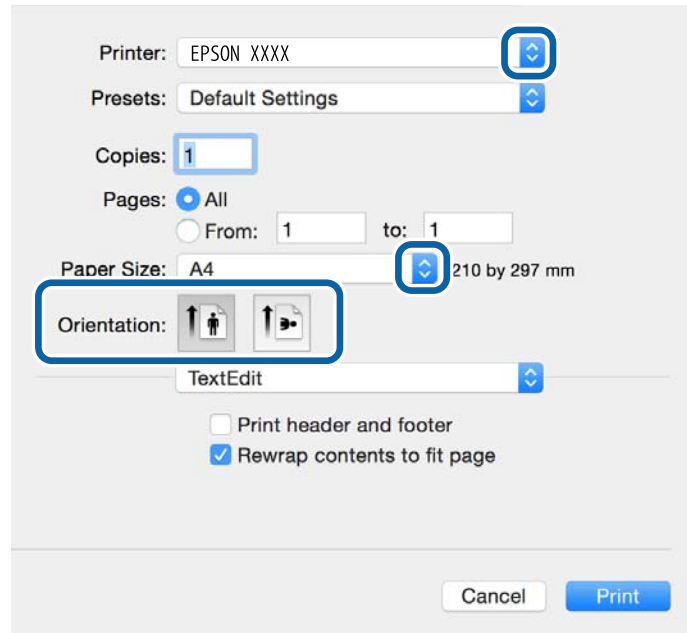 Printer: EPSON XXXX
Presets: Default Settings
Copies: 1
Pages: All
From: 1 to: 1
Paper Size: A4 210 by 297 mm
Orientation:
TextEdit
Print header and footer
Rewrap contents to fit page
Cancel Print